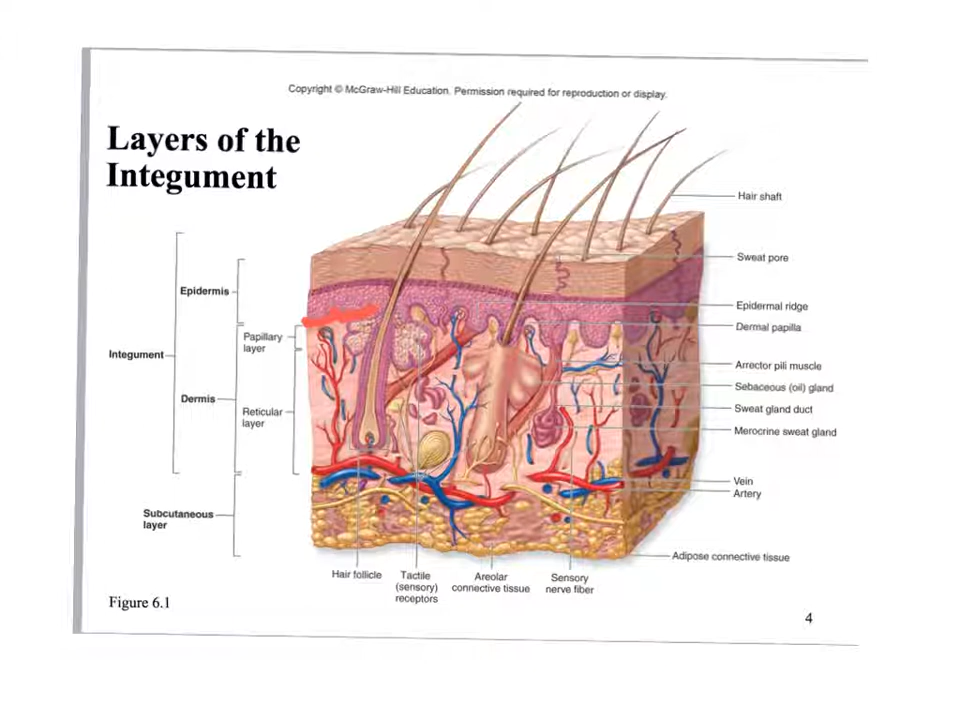 Copyright © McGraw-Hill Education. Permission required for reproduction or display.
Layers of the
Integument
Hair shaft
Sweat pore
Epidermis
Epidermal ridge
Dermal papilla
Papillary
layer
Integument
Arrector pili muscle
Sebaceous (oil) gland
Dermis
Reticular
layer
Sweat gland duct
Merocrine sweat gland
Vein
Artery
Subcutaneous
layer
Adipose connective tissue
Hair follicle
Tactile
(sensory)
receptors
Areolar
connective tissue
Sensory
nerve fiber
Figure 6.1
4